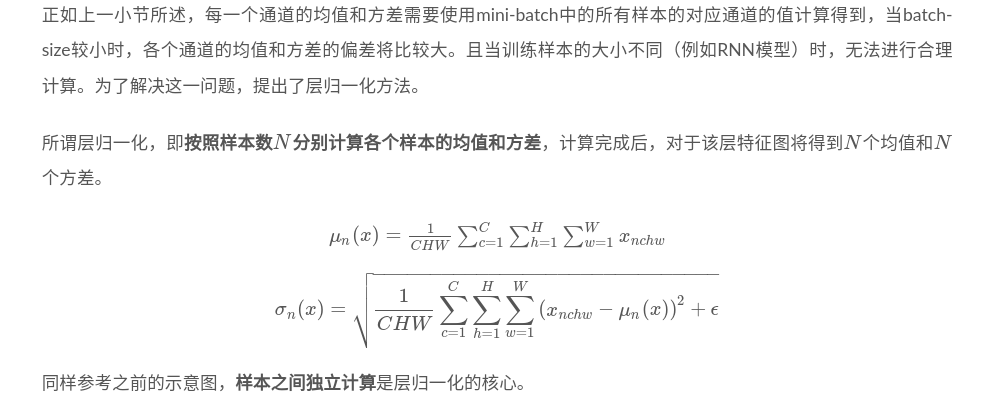 正如上一小节所述，每一个通道的均值和方差需要使用mini-batch中的所有样本的对应通道的值计算得到，当batch-
size较小时，各个通道的均值和方差的偏差将比较大。且当训练样本的大小不同（例如RNN模型）时，无法进行合理
计算。为了解决这一问题，提出了层归一化方法。
所谓层归一化，即按照样本数N分别计算各个样本的均值和方差，计算完成后，对于该层特征图将得到N个均值和N
个方差。
μ_n(x) = \frac{1}{CHW} ∑_{c=1}^{C} ∑_{h=1}^{H} ∑_{w=1}^{W} x_{nchw}
σ_n(x) = \sqrt{\frac{1}{CHW} ∑_{c=1}^{C} ∑_{h=1}^{H} ∑_{w=1}^{W} (x_{nchw} − μ_n(x))^2 + ϵ}
同样参考之前的示意图，样本之间独立计算是层归一化的核心。